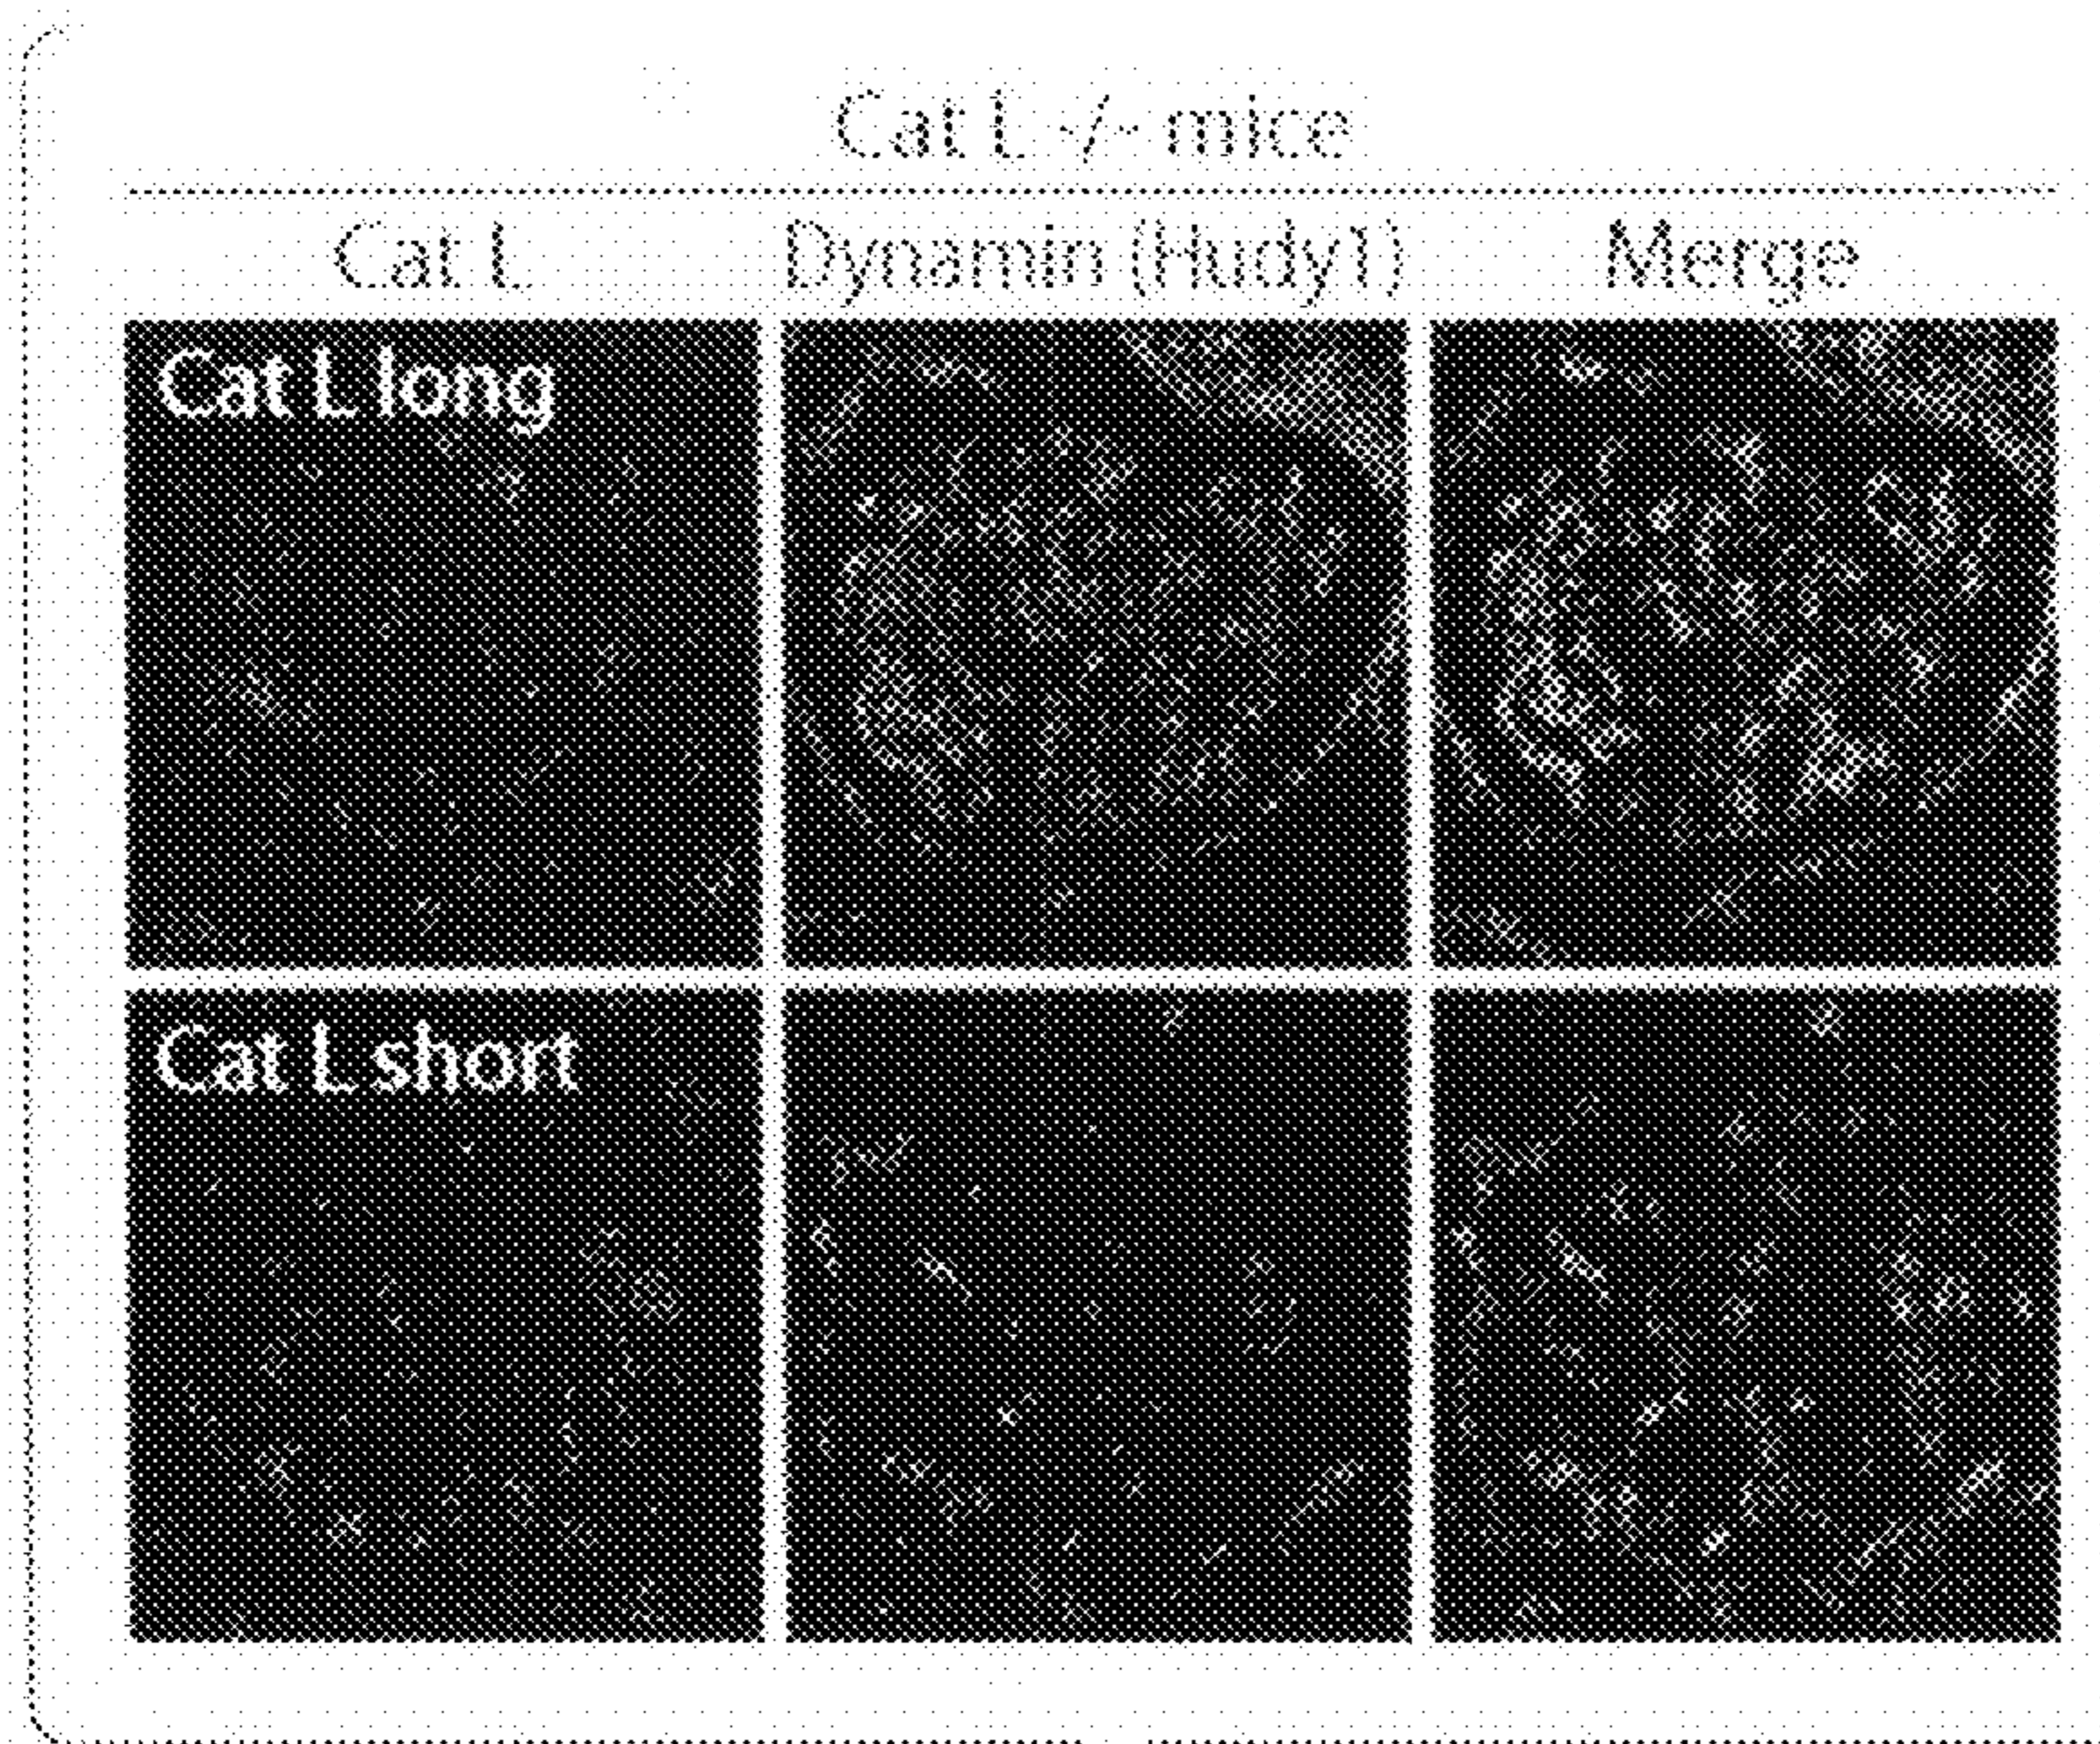 Cat L -/- mice
Cat L Dynamin (Hudy1) Merge
Cat L long
Cat L short